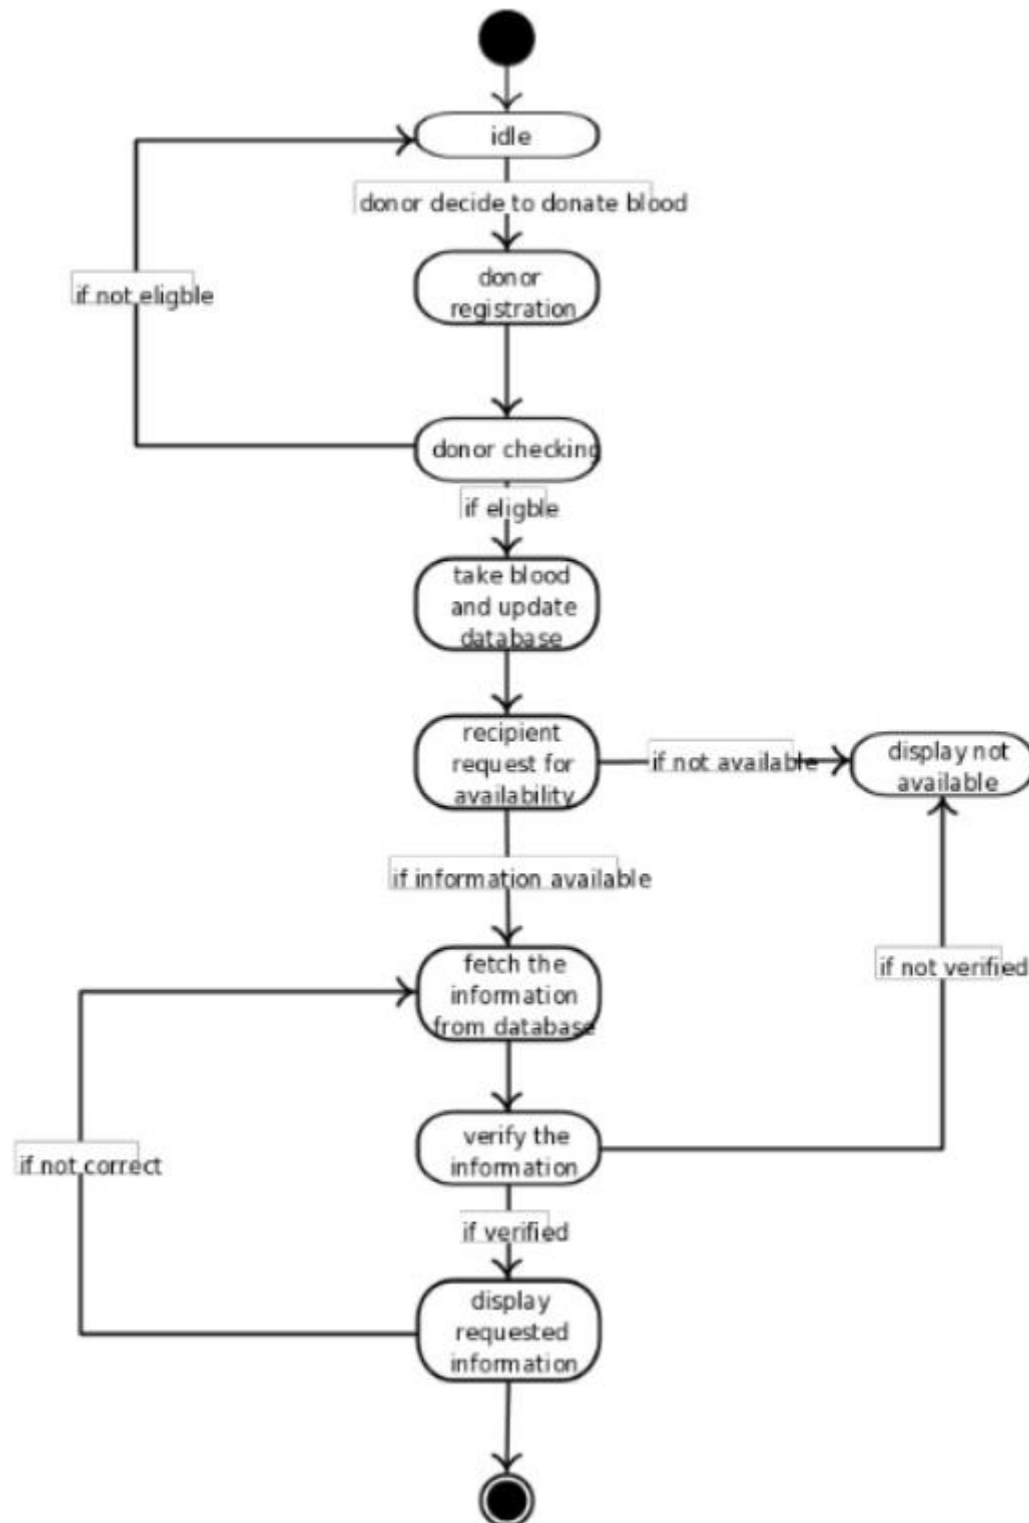 idle
donor decide to donate blood
if not eligble
donor
registration
donor checking
if eligble
take blood
and update
database
recipient
request for
availability
if not available
display not
available
if information available
fetch the
information
from database
if not verified
verify the
information
if not correct
if verified
display
requested
information